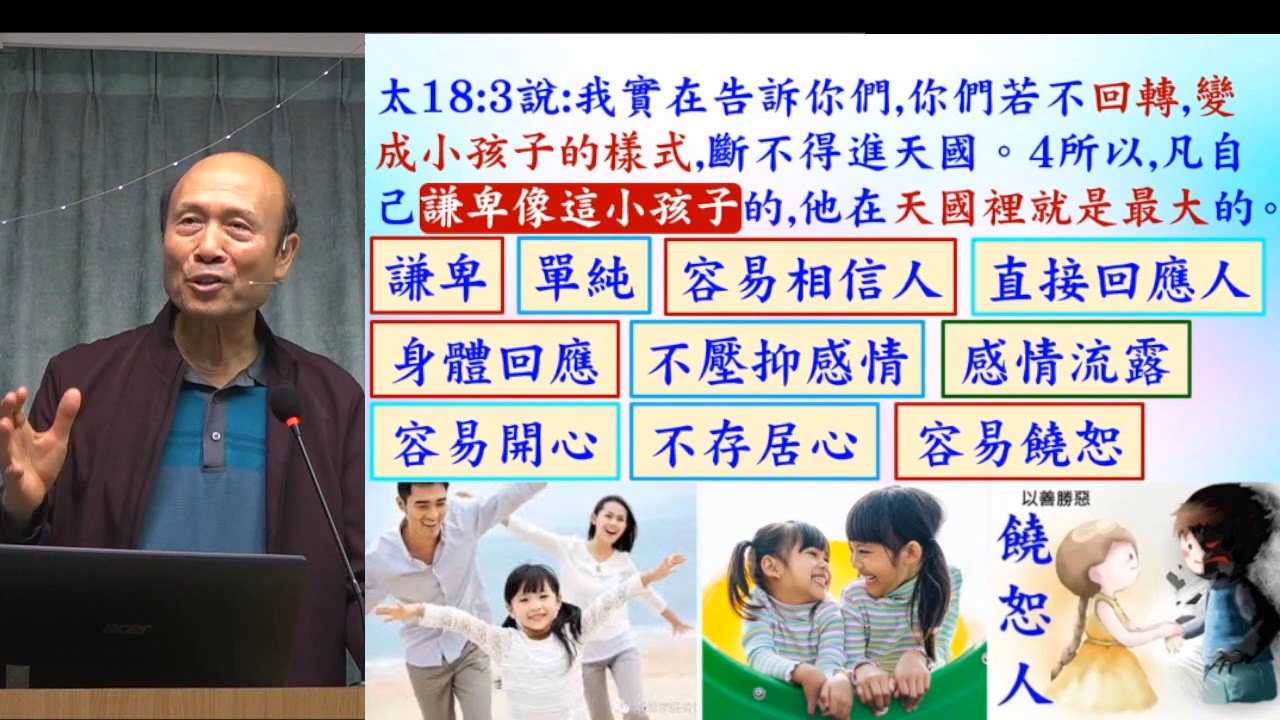 太18:3說:我實在告訴你們,你們若不回轉,變
成小孩子的樣式,斷不得進天國。4所以,凡自
己謙卑像這小孩子的,他在天國裡就是最大的。
謙卑 單純 容易相信人 直接回應人
身體回應 不壓抑感情 感情流露
容易開心 不存居心 容易饒恕
以善勝惡
饒恕人
acer